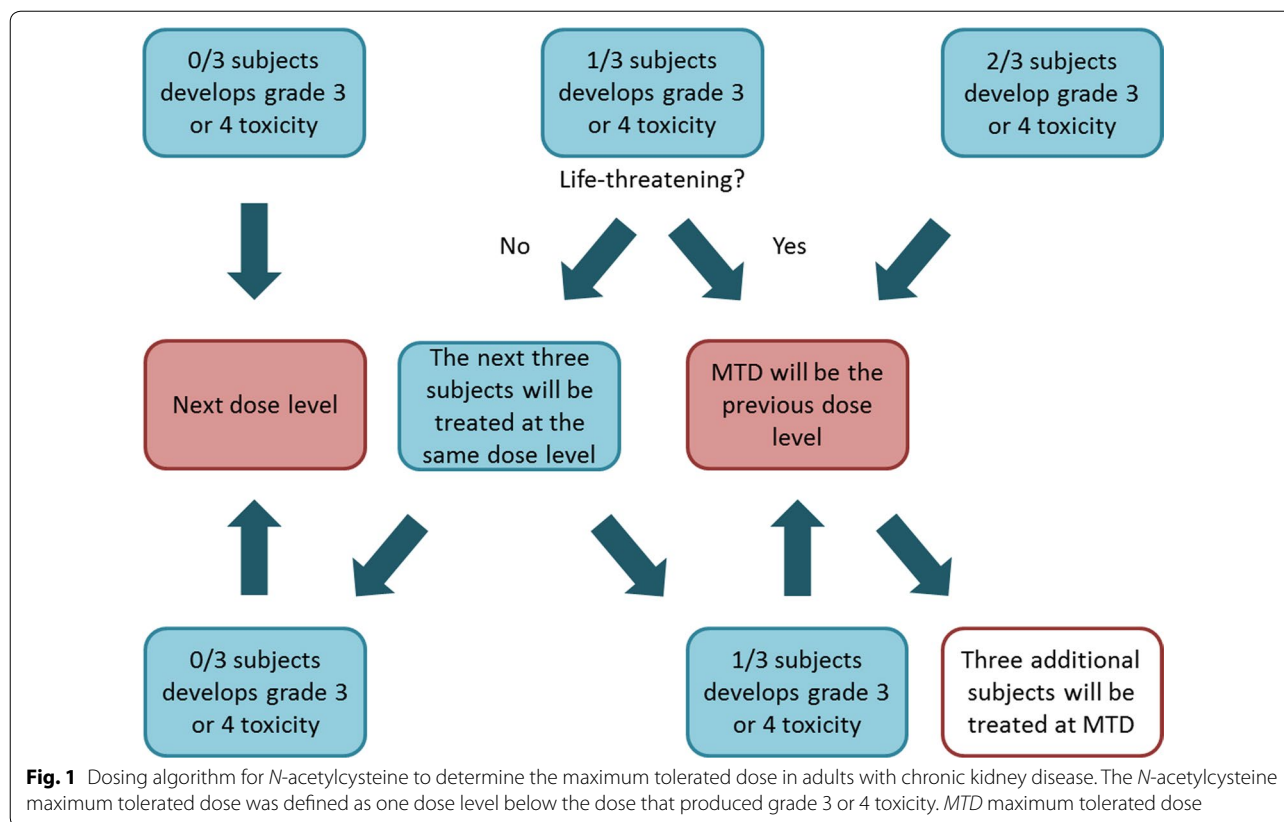 0/3 subjects
develops grade 3
or 4 toxicity
1/3 subjects
develops grade 3
or 4 toxicity
2/3 subjects
develop grade 3
or 4 toxicity
Life-threatening?
No
Yes
Next dose level
The next three
subjects will be
treated at the
same dose level
MTD will be the
previous dose
level
0/3 subjects
develops grade 3
or 4 toxicity
1/3 subjects
develops grade 3
or 4 toxicity
Three additional
subjects will be
treated at MTD
Fig. 1 Dosing algorithm for N-acetylcysteine to determine the maximum tolerated dose in adults with chronic kidney disease. The N-acetylcysteine
maximum tolerated dose was defined as one dose level below the dose that produced grade 3 or 4 toxicity. MTD maximum tolerated dose